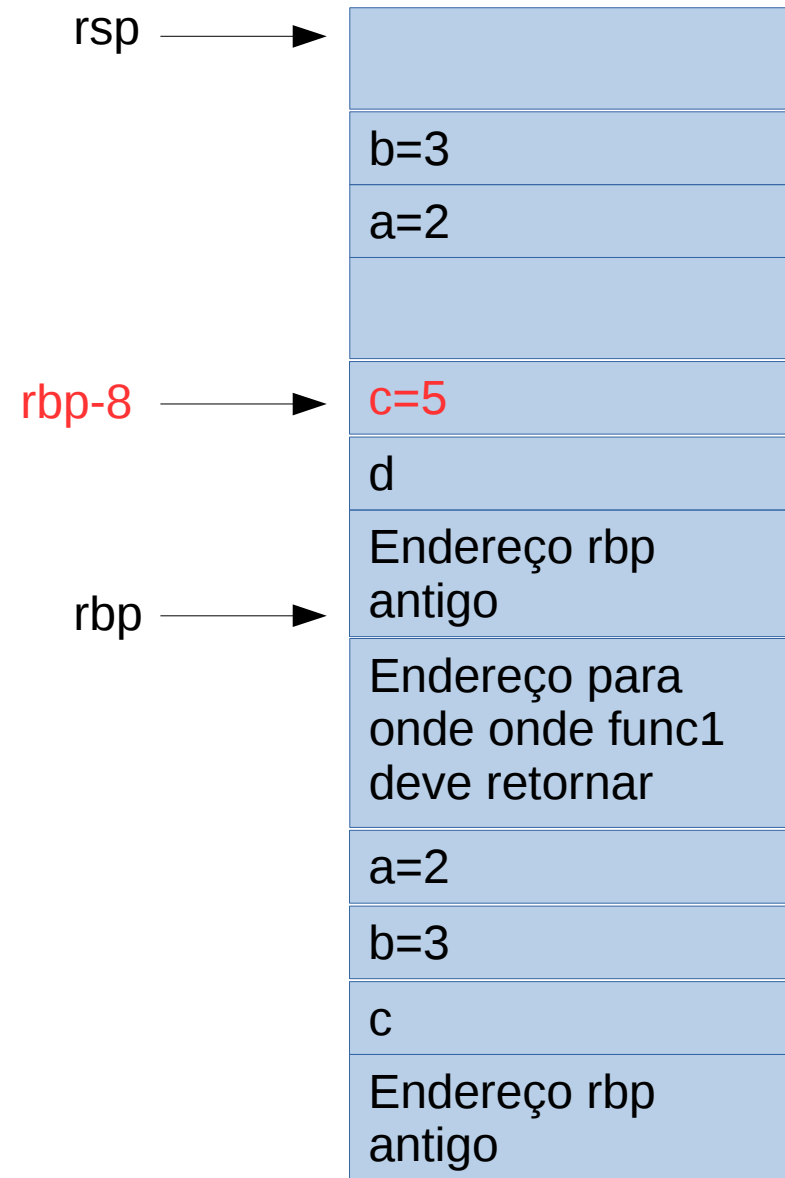 rsp
b=3
a=2
rbp-8
c=5
d
Endereço rbp
antigo
rbp
Endereço para
onde onde func1
deve retornar
a=2
b=3
c
Endereço rbp
antigo